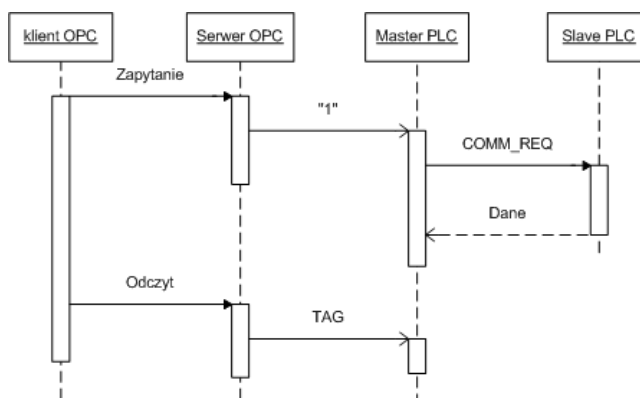 klient OPC
Serwer OPC
Master PLC
Slave PLC
Zapytanie
"1"
COMM_REQ
Dane
Odczyt
TAG